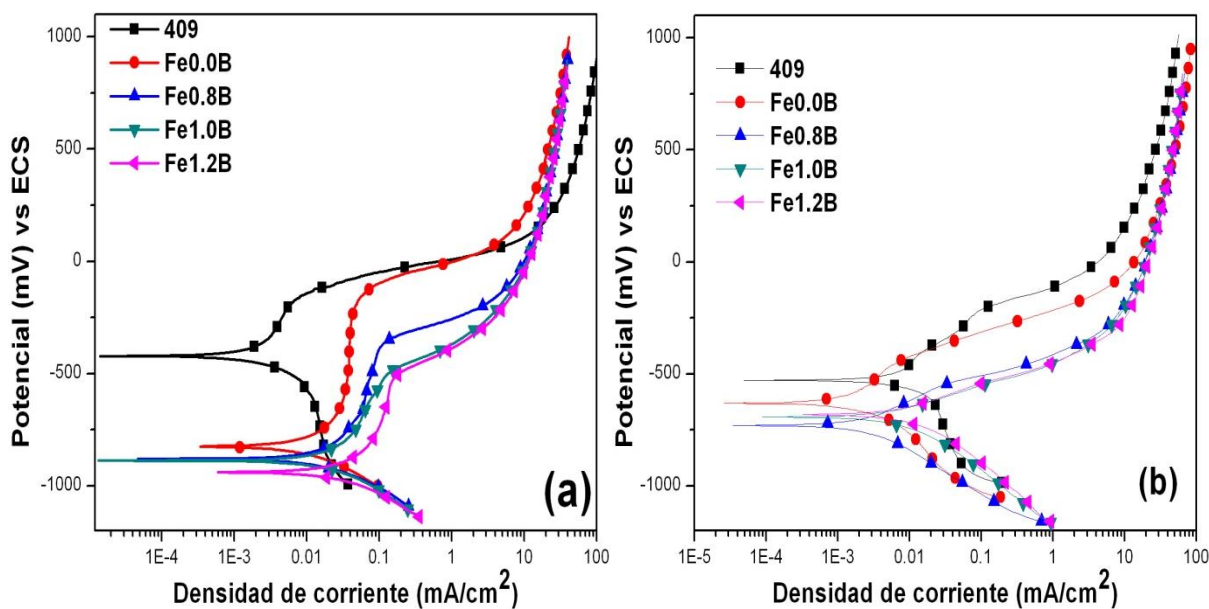 1000
500
0
-500
-1000
1E-4
1E-3
0.01
0.1
1
10
100
Potencial (mV) vs ECS
Densidad de corriente (mA/cm²)
409
Fe0.0B
Fe0.8B
Fe1.0B
Fe1.2B
(a)
1000
500
0
-500
-1000
1E-5
1E-4
1E-3
0.01
0.1
1
10
100
Potencial (mV) vs ECS
Densidad de corriente (mA/cm²)
409
Fe0.0B
Fe0.8B
Fe1.0B
Fe1.2B
(b)